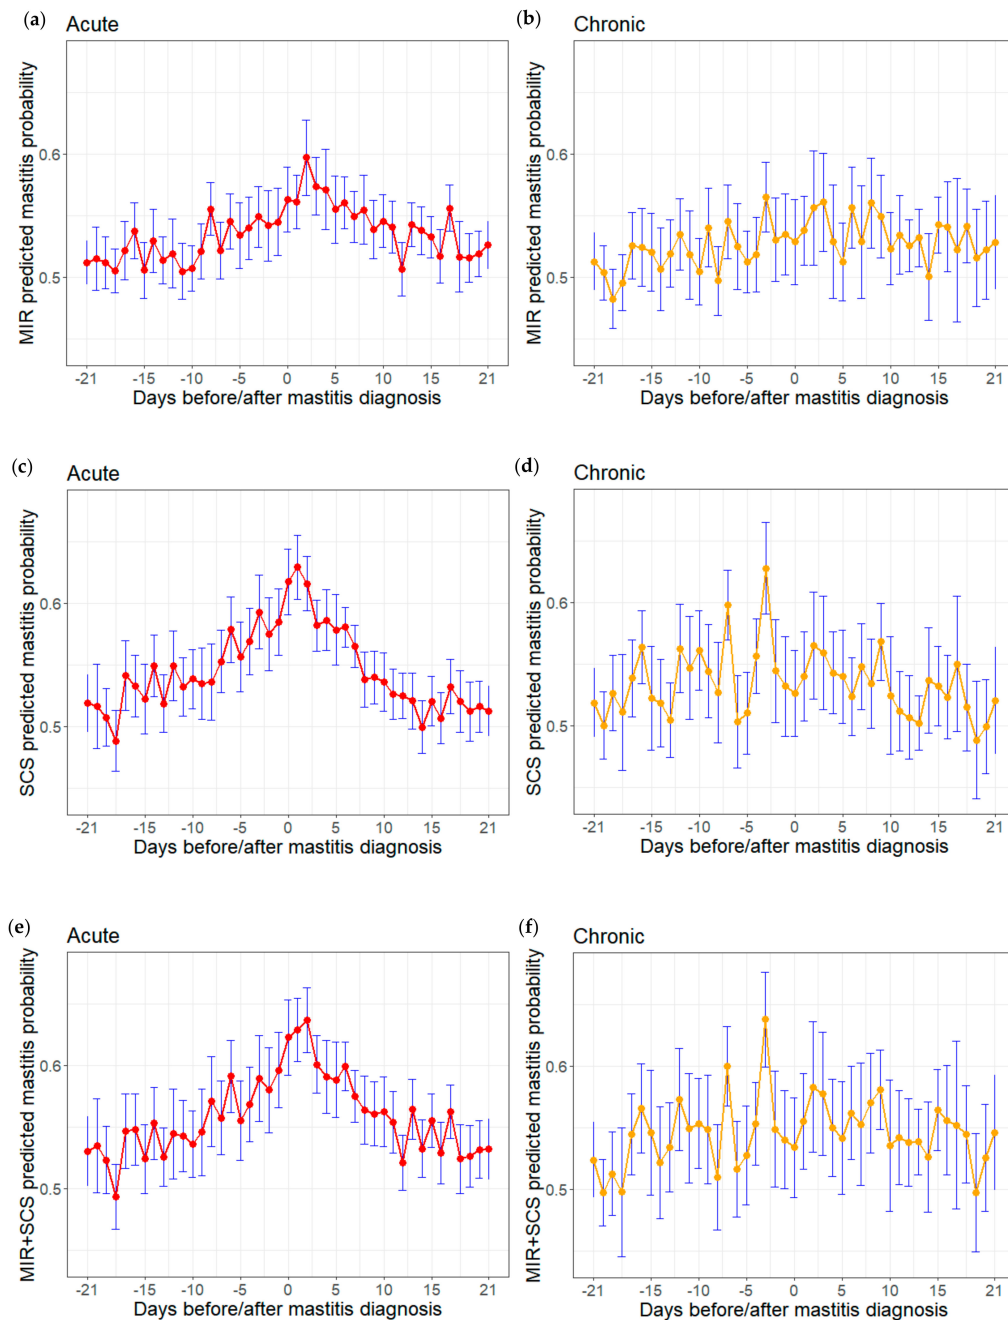 (a) Acute
MIR predicted mastitis probability
0.6
0.5
-21 -15 -10 -5 0 5 10 15 21
Days before/after mastitis diagnosis
(b) Chronic
MIR predicted mastitis probability
0.6
0.5
-21 -15 -10 -5 0 5 10 15 21
Days before/after mastitis diagnosis
(c) Acute
SCS predicted mastitis probability
0.6
0.5
-21 -15 -10 -5 0 5 10 15 21
Days before/after mastitis diagnosis
(d) Chronic
SCS predicted mastitis probability
0.6
0.5
-21 -15 -10 -5 0 5 10 15 21
Days before/after mastitis diagnosis
(e) Acute
MIR+SCS predicted mastitis probability
0.6
0.5
-21 -15 -10 -5 0 5 10 15 21
Days before/after mastitis diagnosis
(f) Chronic
MIR+SCS predicted mastitis probability
0.6
0.5
-21 -15 -10 -5 0 5 10 15 21
Days before/after mastitis diagnosis